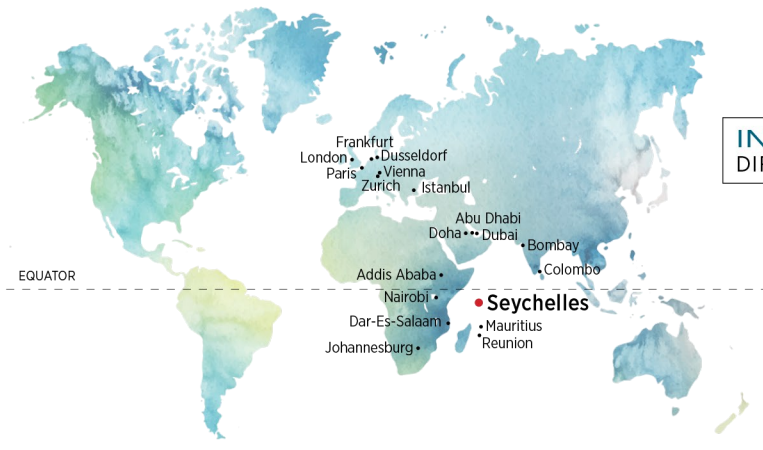 Frankfurt
London
Dusseldorf
Paris
Vienna
Zurich
Istanbul
Abu Dhabi
Doha
Dubai
Bombay
Addis Ababa
Colombo
EQUATOR
Nairobi
Seychelles
Dar-Es-Salaam
Mauritius
Reunion
Johannesburg